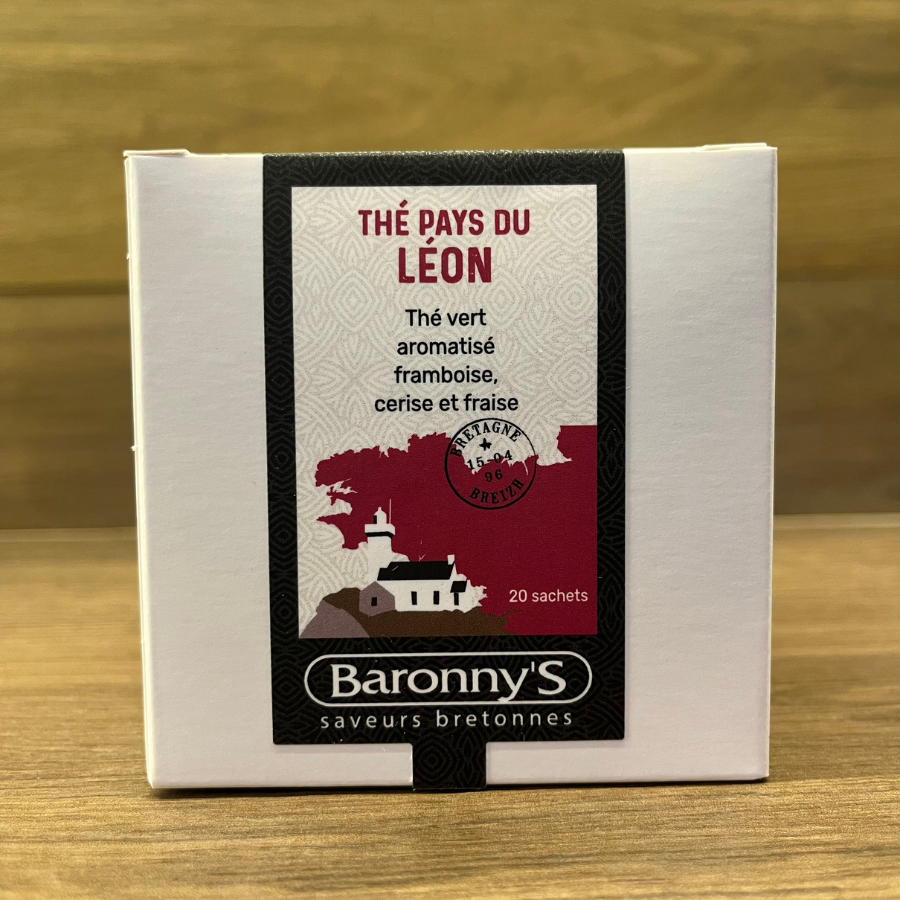 THÉ PAYS DU
LÉON
Thé vert
aromatisé
framboise,
cerise et fraise
BRETAGNE
15-04
96
BREIZH
20 sachets
Baronny'S
saveurs bretonnes